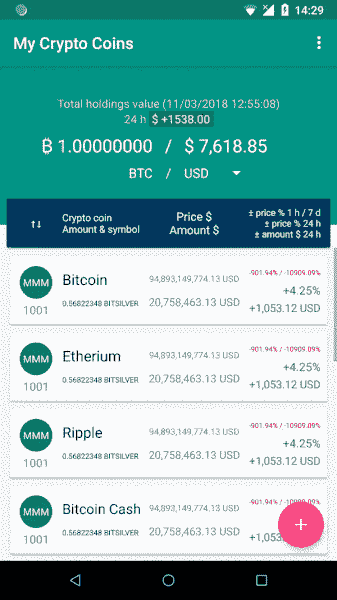 14:29
My Crypto Coins
Total holdings value (11/03/2018 12:55:08)
24 h $ +1538.00
₿ 1.00000000 / $ 7,618.85
BTC / USD
Crypto coin Price $ ± price % 1 h / 7 d
Amount & symbol Amount $ ± price % 24 h
± amount $ 24 h
MMM Bitcoin 94,893,149,774.13 USD -901.94% / -10909.09%
+4.25%
1001 0.56822348 BITSILVER 20,758,463.13 USD +1,053.12 USD
MMM Etherium 94,893,149,774.13 USD -901.94% / -10909.09%
+4.25%
1001 0.56822348 BITSILVER 20,758,463.13 USD +1,053.12 USD
MMM Ripple 94,893,149,774.13 USD -901.94% / -10909.09%
+4.25%
1001 0.56822348 BITSILVER 20,758,463.13 USD +1,053.12 USD
MMM Bitcoin Cash 94,893,149,774.13 USD -901.94% / -10909.09%
1001 0.56822348 BITSILVER 20,758,463.13 USD
+